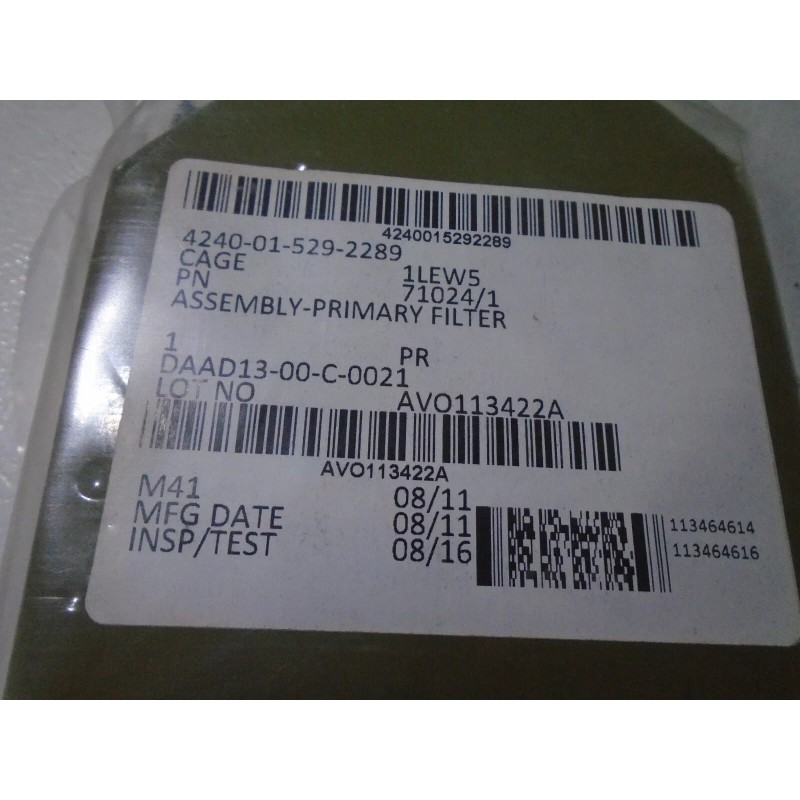 4240015292289
4240-01-529-2289
CAGE 1LEW5
PN 71024/1
ASSEMBLY-PRIMARY FILTER
1 PR
DAAD13-00-C-0021
LOT NO AVO113422A
AVO113422A
M41 08/11
MFG DATE 08/11
INSP/TEST 08/16
113464614
113464616